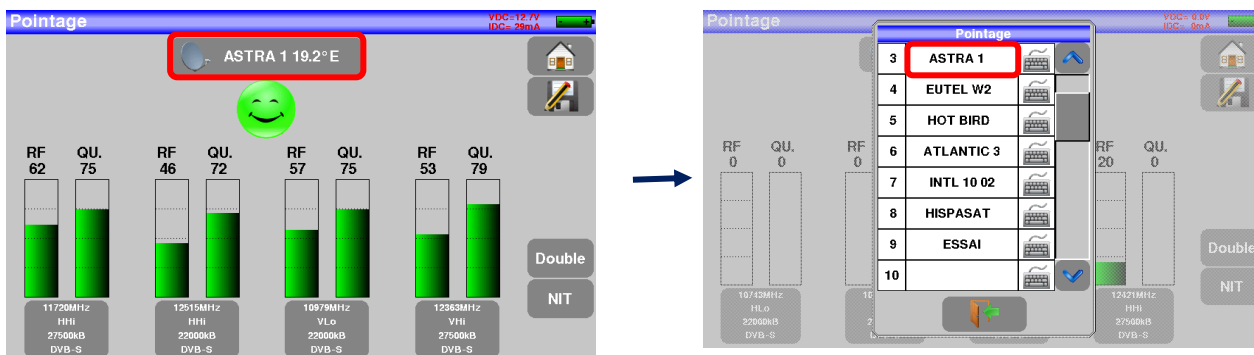 Pointage
VDC=12.7V
IDC= 29mA
ASTRA 1 19.2°E
RF QU. RF QU. RF QU. RF QU.
62 75 46 72 57 75 53 79
Double
NIT
11720MHz 12515MHz 10979MHz 12363MHz
HHi HHi VLo VHi
27500kB 22000kB 22000kB 27500kB
DVB-S DVB-S DVB-S DVB-S
Pointage
VDC= 0.0V
IDC= 0mA
Pointage
3 ASTRA 1
4 EUTEL W2
5 HOT BIRD
6 ATLANTIC 3
7 INTL 10 02
8 HISPASAT
9 ESSAI
10
RF QU. RF RF QU.
0 0 0 20 0
Double
NIT
10743MHz 12421MHz
HLo HHi
22000kB 27500kB
DVB-S DVB-S